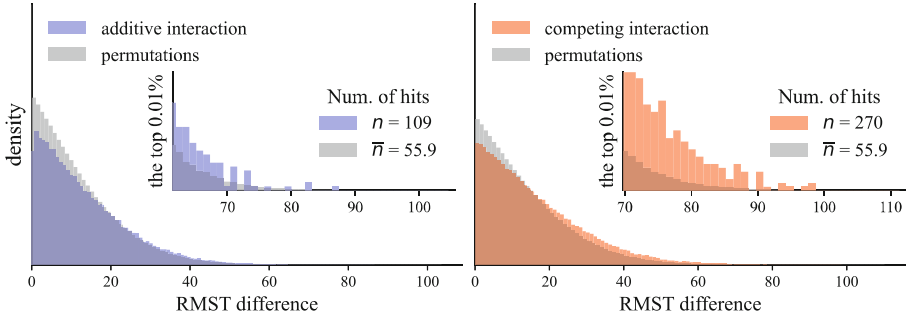 additive interaction
permutations
density
the top 0.01%
Num. of hits
n = 109
n̅ = 55.9
70 80 90 100
0 20 40 60 80 100
RMST difference
competing interaction
permutations
the top 0.01%
Num. of hits
n = 270
n̅ = 55.9
70 80 90 100 110
0 20 40 60 80 100
RMST difference